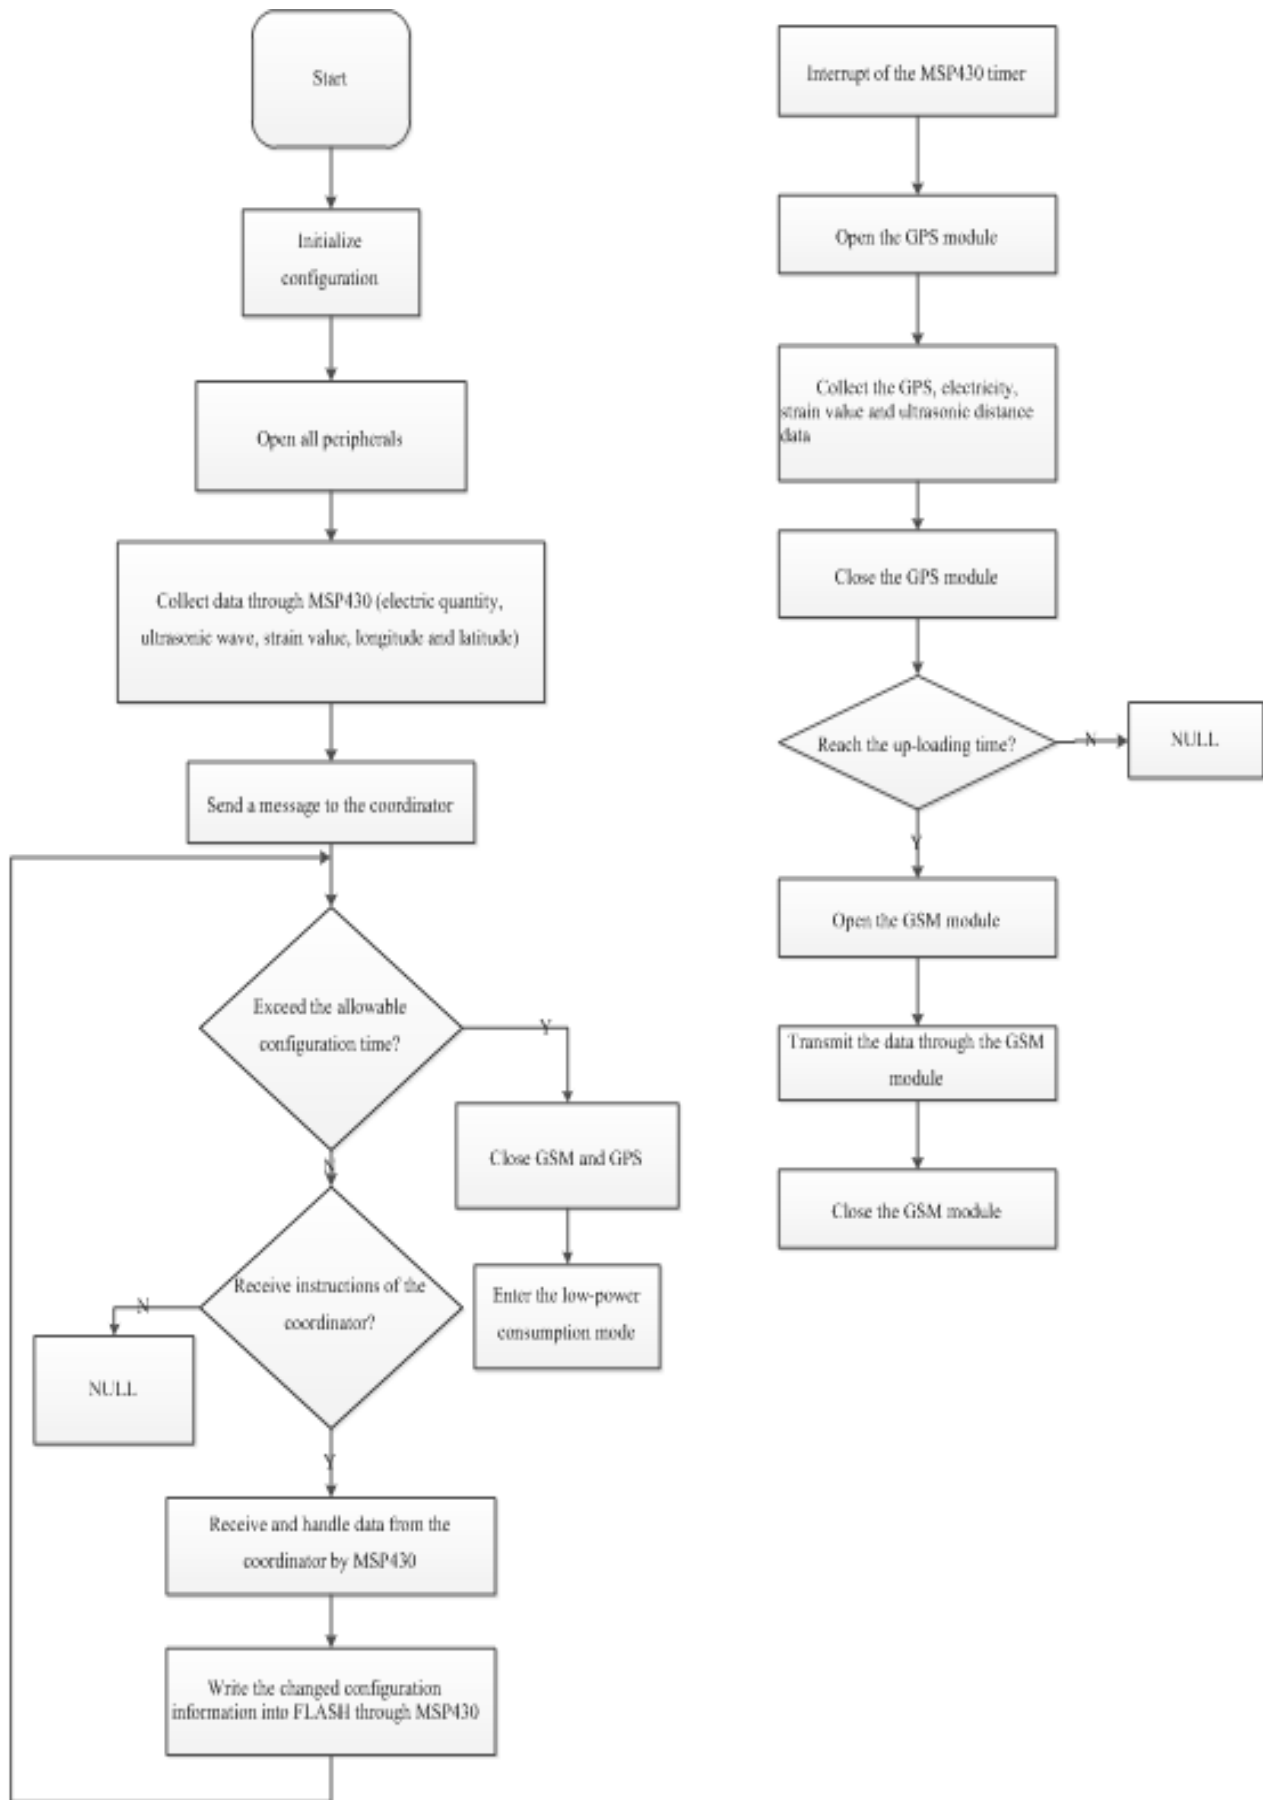 Start
Initialize
configuration
Open all peripherals
Collect data through MSP430 (electric quantity,
ultrasonic wave, strain value, longitude and latitude)
Send a message to the coordinator
Exceed the allowable
configuration time?
Y
Close GSM and GPS
Enter the low-power
consumption mode
N
Receive instructions of the
coordinator?
N
NULL
Y
Receive and handle data from the
coordinator by MSP430
Write the changed configuration
information into FLASH through MSP430
Interrupt of the MSP430 timer
Open the GPS module
Collect the GPS, electricity,
strain value and ultrasonic distance
data
Close the GPS module
Reach the up-loading time?
N
NULL
Y
Open the GSM module
Transmit the data through the GSM
module
Close the GSM module